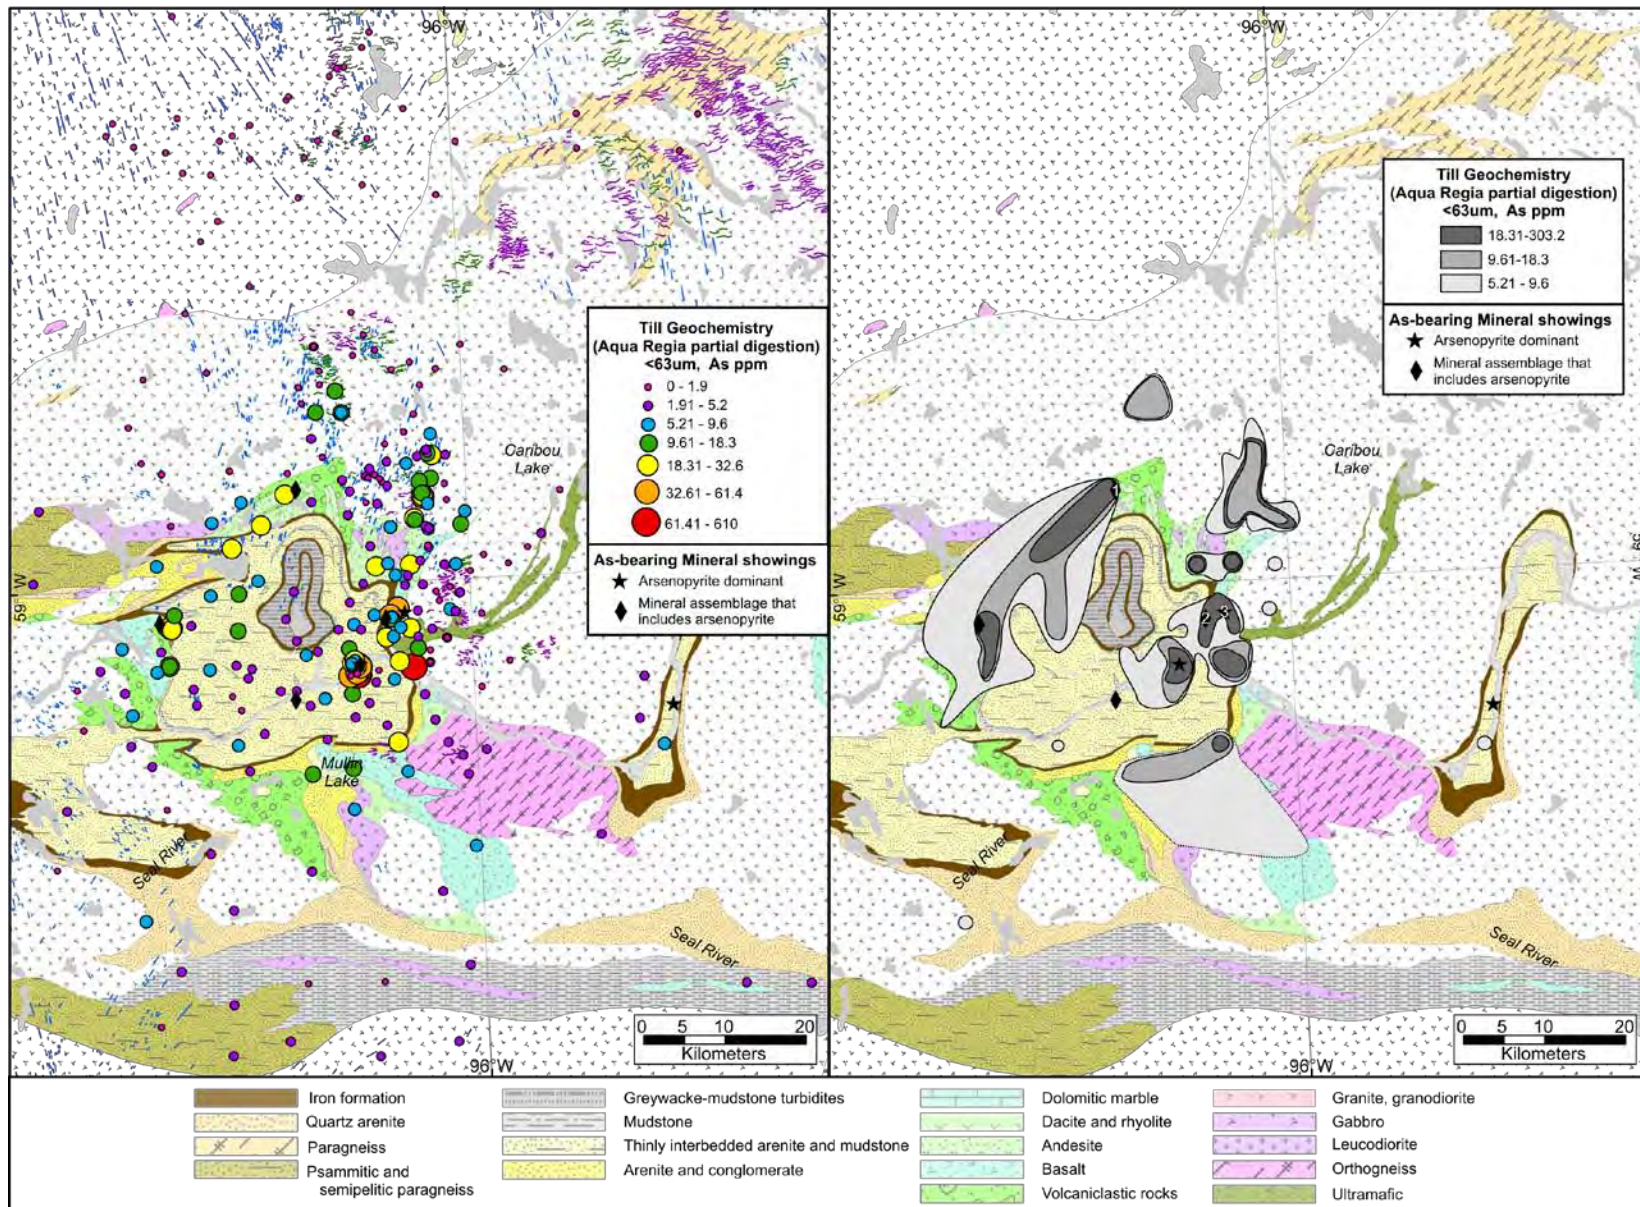 96°W
96°W
Till Geochemistry
(Aqua Regia partial digestion)
<63um, As ppm
18.31-303.2
9.61-18.3
5.21 - 9.6
As-bearing Mineral showings
Arsenopyrite dominant
Mineral assemblage that
includes arsenopyrite
Till Geochemistry
(Aqua Regia partial digestion)
<63um, As ppm
0 - 1.9
1.91 - 5.2
5.21 - 9.6
9.61 - 18.3
18.31 - 32.6
32.61 - 61.4
61.41 - 610
As-bearing Mineral showings
Arsenopyrite dominant
Mineral assemblage that
includes arsenopyrite
Caribou
Lake
Caribou
Lake
1
59° W
59° W
2
3
Mullin
Lake
Seal River
Seal River
Seal River
Seal River
0 5 10 20
Kilometers
0 5 10 20
Kilometers
96°W
96°W
Iron formation
Quartz arenite
Paragneiss
Psammitic and
semipelitic paragneiss
Greywacke-mudstone turbidites
Mudstone
Thinly interbedded arenite and mudstone
Arenite and conglomerate
Dolomitic marble
Dacite and rhyolite
Andesite
Basalt
Volcaniclastic rocks
Granite, granodiorite
Gabbro
Leucodiorite
Orthogneiss
Ultramafic